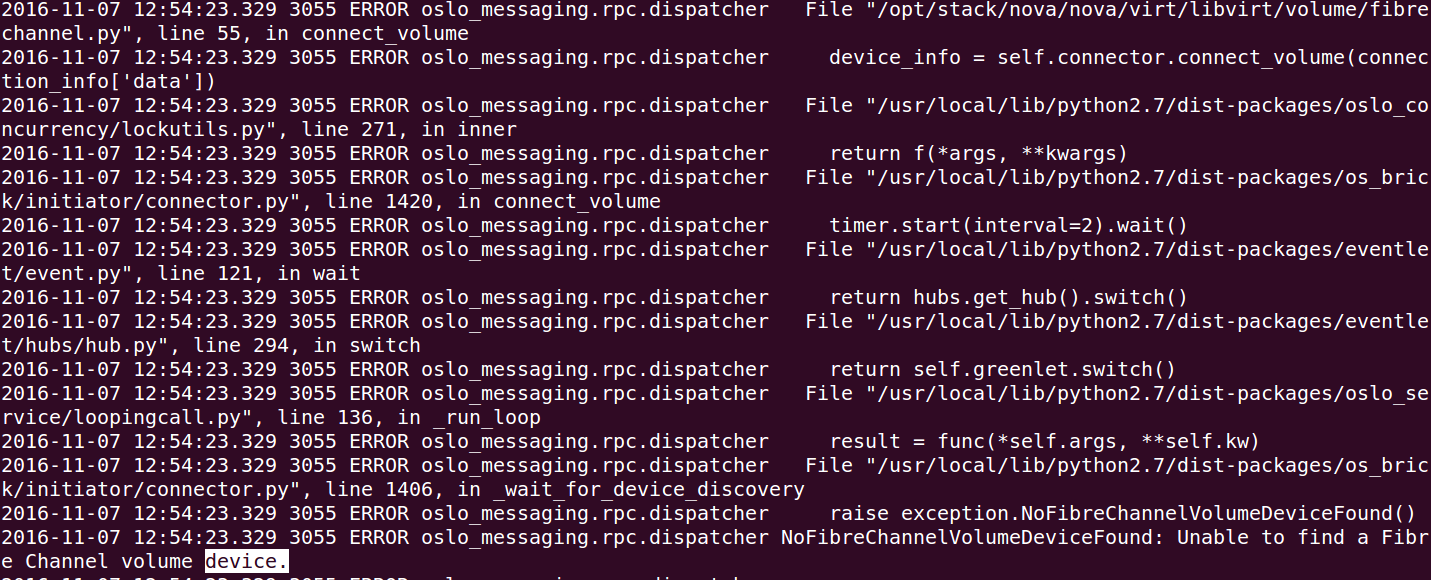 2016-11-07 12:54:23.329 3055 ERROR oslo_messaging.rpc.dispatcher   File "/opt/stack/nova/nova/virt/libvirt/volume/fibre
channel.py", line 55, in connect_volume
2016-11-07 12:54:23.329 3055 ERROR oslo_messaging.rpc.dispatcher     device_info = self.connector.connect_volume(connec
tion_info['data'])
2016-11-07 12:54:23.329 3055 ERROR oslo_messaging.rpc.dispatcher   File "/usr/local/lib/python2.7/dist-packages/oslo_co
ncurrency/lockutils.py", line 271, in inner
2016-11-07 12:54:23.329 3055 ERROR oslo_messaging.rpc.dispatcher     return f(*args, **kwargs)
2016-11-07 12:54:23.329 3055 ERROR oslo_messaging.rpc.dispatcher   File "/usr/local/lib/python2.7/dist-packages/os_bric
k/initiator/connector.py", line 1420, in connect_volume
2016-11-07 12:54:23.329 3055 ERROR oslo_messaging.rpc.dispatcher     timer.start(interval=2).wait()
2016-11-07 12:54:23.329 3055 ERROR oslo_messaging.rpc.dispatcher   File "/usr/local/lib/python2.7/dist-packages/eventle
t/event.py", line 121, in wait
2016-11-07 12:54:23.329 3055 ERROR oslo_messaging.rpc.dispatcher     return hubs.get_hub().switch()
2016-11-07 12:54:23.329 3055 ERROR oslo_messaging.rpc.dispatcher   File "/usr/local/lib/python2.7/dist-packages/eventle
t/hubs/hub.py", line 294, in switch
2016-11-07 12:54:23.329 3055 ERROR oslo_messaging.rpc.dispatcher     return self.greenlet.switch()
2016-11-07 12:54:23.329 3055 ERROR oslo_messaging.rpc.dispatcher   File "/usr/local/lib/python2.7/dist-packages/oslo_se
rvice/loopingcall.py", line 136, in _run_loop
2016-11-07 12:54:23.329 3055 ERROR oslo_messaging.rpc.dispatcher     result = func(*self.args, **self.kw)
2016-11-07 12:54:23.329 3055 ERROR oslo_messaging.rpc.dispatcher   File "/usr/local/lib/python2.7/dist-packages/os_bric
k/initiator/connector.py", line 1406, in _wait_for_device_discovery
2016-11-07 12:54:23.329 3055 ERROR oslo_messaging.rpc.dispatcher     raise exception.NoFibreChannelVolumeDeviceFound()
2016-11-07 12:54:23.329 3055 ERROR oslo_messaging.rpc.dispatcher NoFibreChannelVolumeDeviceFound: Unable to find a Fibr
e Channel volume device.